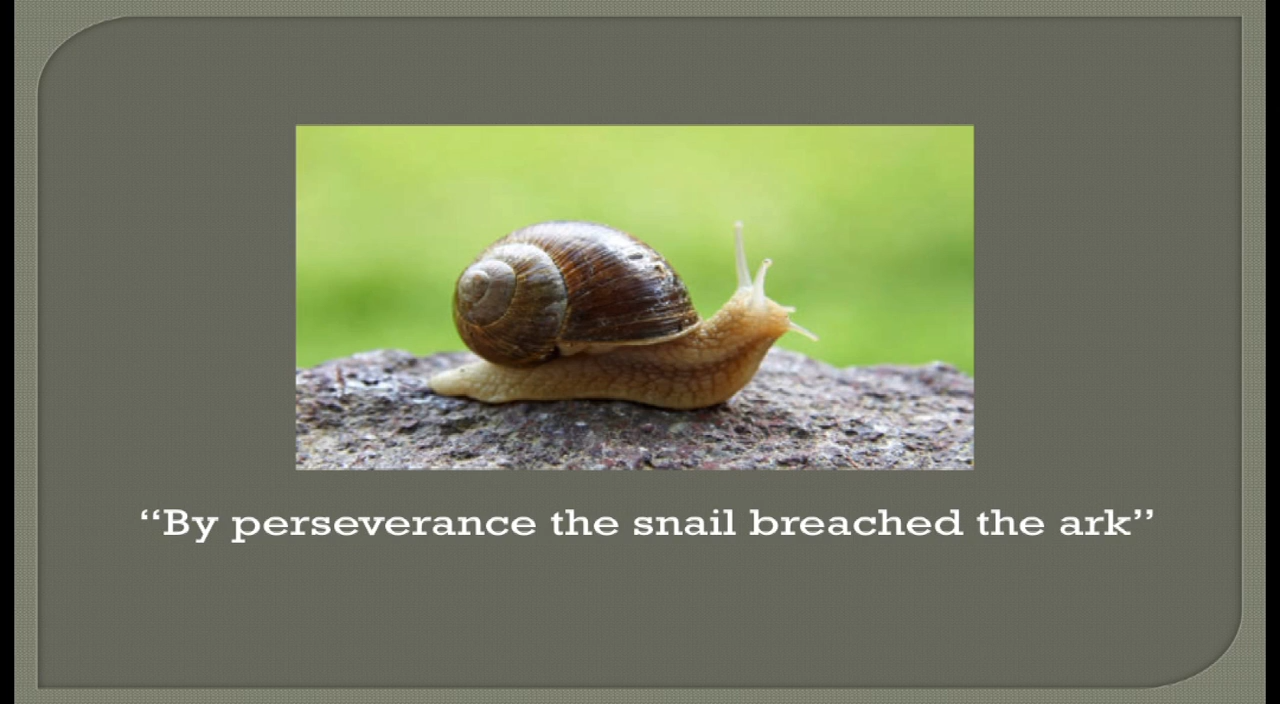 “By perseverance the snail breached the ark”